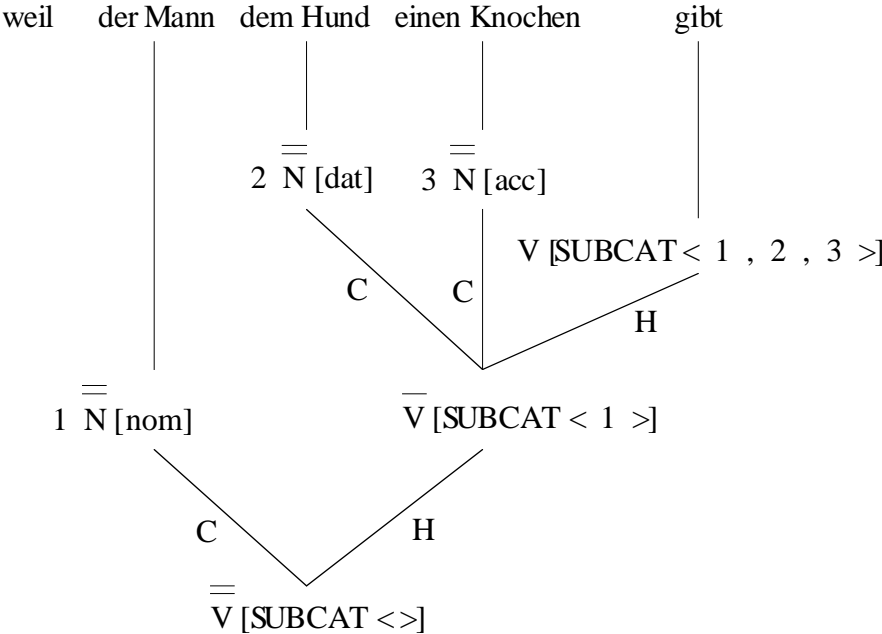 weil der Mann dem Hund einen Knochen gibt
2 N̿ [dat] 3 N̿ [acc]
V [SUBCAT < 1 , 2 , 3 >]
C C
H
1 N̿ [nom] V̅ [SUBCAT < 1 >]
C H
V̿ [SUBCAT < >]